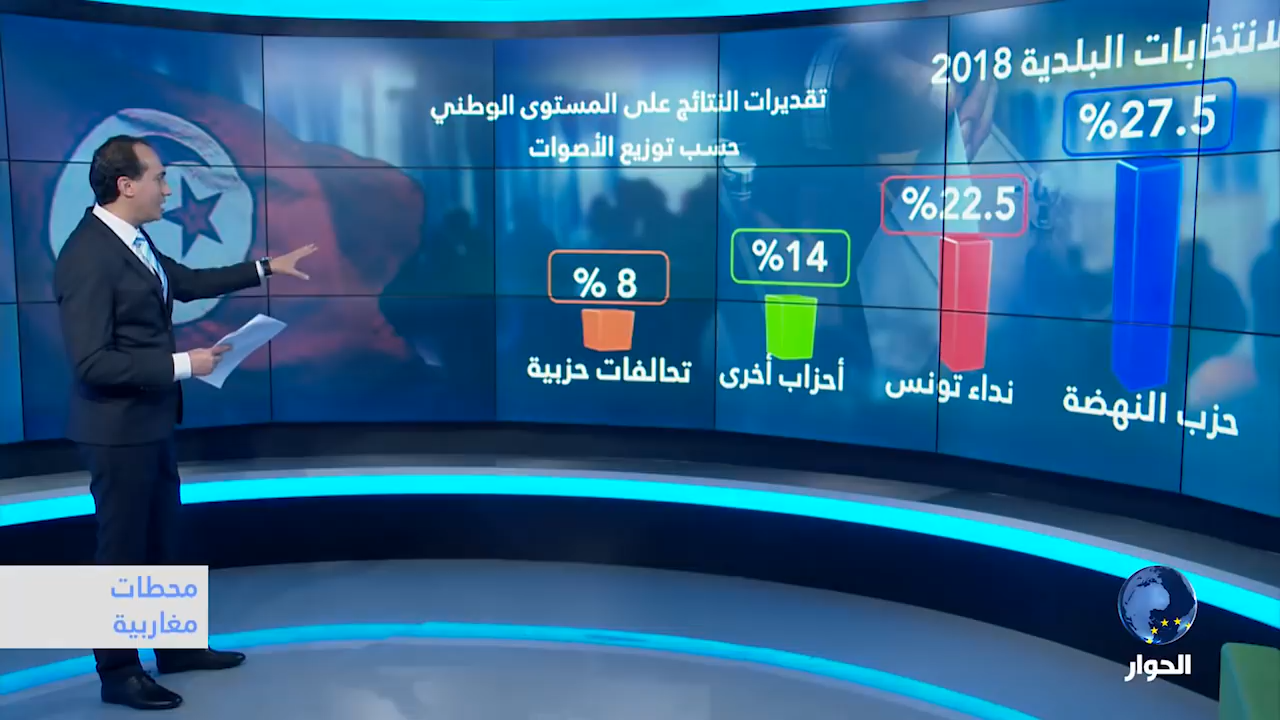 الانتخابات البلدية 2018
تقديرات النتائج على المستوى الوطني
حسب توزيع الأصوات
%27.5
%22.5
%14
% 8
حزب النهضة
نداء تونس
أحزاب أخرى
تحالفات حزبية
محطات
مغاربية
الحوار